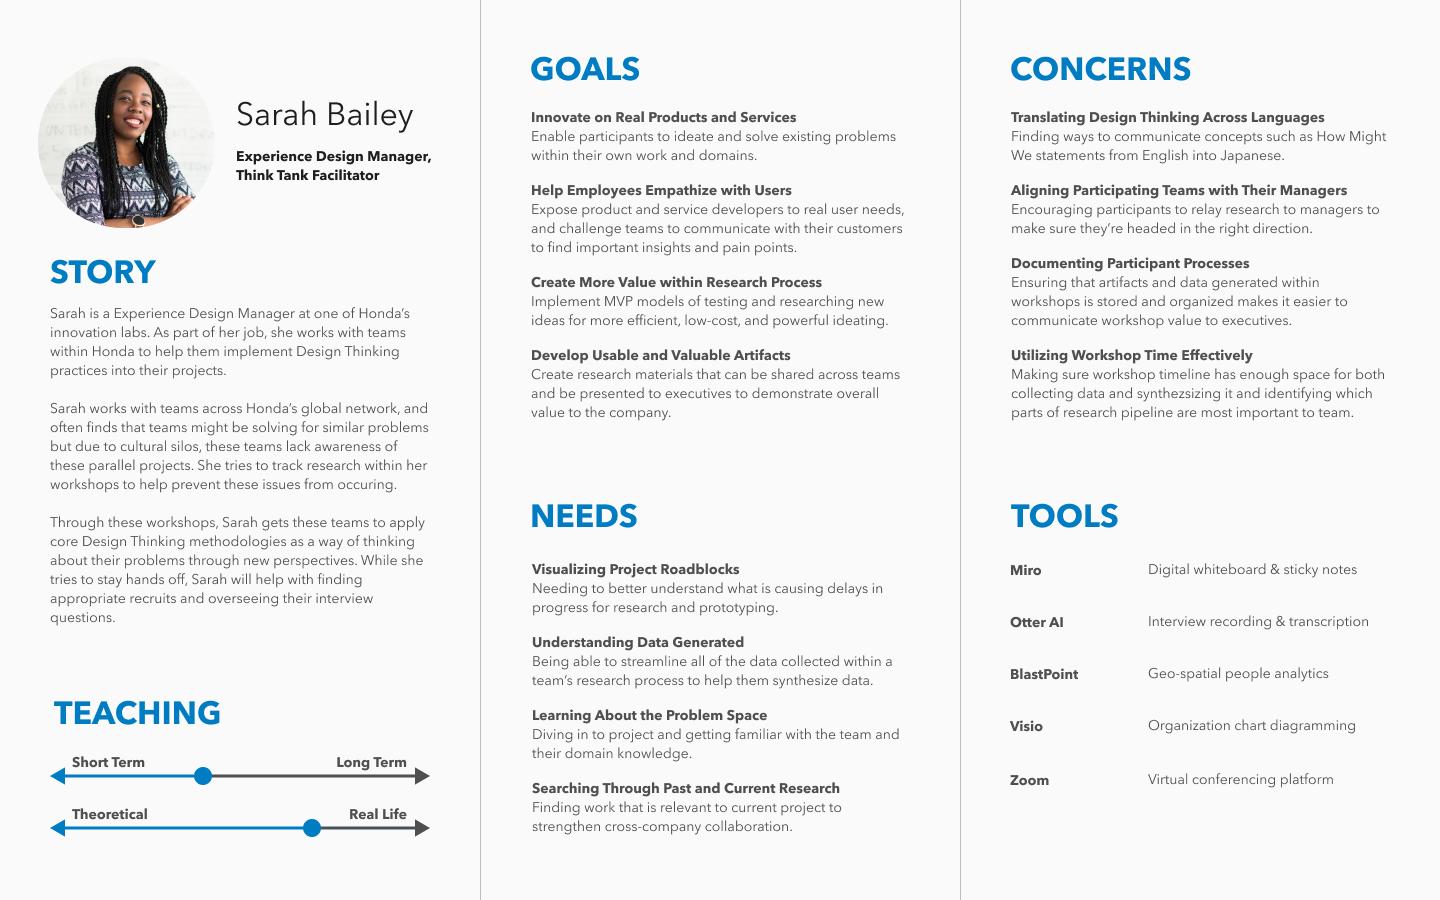 Sarah Bailey
Experience Design Manager,
Think Tank Facilitator
STORY
Sarah is a Experience Design Manager at one of Honda’s
innovation labs. As part of her job, she works with teams
within Honda to help them implement Design Thinking
practices into their projects.
Sarah works with teams across Honda’s global network, and
often finds that teams might be solving for similar problems
but due to cultural silos, these teams lack awareness of
these parallel projects. She tries to track research within her
workshops to help prevent these issues from occuring.
Through these workshops, Sarah gets these teams to apply
core Design Thinking methodologies as a way of thinking
about their problems through new perspectives. While she
tries to stay hands off, Sarah will help with finding
appropriate recruits and overseeing their interview
questions.
TEACHING
Short Term Long Term
Theoretical Real Life
GOALS
Innovate on Real Products and Services
Enable participants to ideate and solve existing problems
within their own work and domains.
Help Employees Empathize with Users
Expose product and service developers to real user needs,
and challenge teams to communicate with their customers
to find important insights and pain points.
Create More Value within Research Process
Implement MVP models of testing and researching new
ideas for more efficient, low-cost, and powerful ideating.
Develop Usable and Valuable Artifacts
Create research materials that can be shared across teams
and be presented to executives to demonstrate overall
value to the company.
NEEDS
Visualizing Project Roadblocks
Needing to better understand what is causing delays in
progress for research and prototyping.
Understanding Data Generated
Being able to streamline all of the data collected within a
team’s research process to help them synthesize data.
Learning About the Problem Space
Diving in to project and getting familiar with the team and
their domain knowledge.
Searching Through Past and Current Research
Finding work that is relevant to current project to
strengthen cross-company collaboration.
CONCERNS
Translating Design Thinking Across Languages
Finding ways to communicate concepts such as How Might
We statements from English into Japanese.
Aligning Participating Teams with Their Managers
Encouraging participants to relay research to managers to
make sure they’re headed in the right direction.
Documenting Participant Processes
Ensuring that artifacts and data generated within
workshops is stored and organized makes it easier to
communicate workshop value to executives.
Utilizing Workshop Time Effectively
Making sure workshop timeline has enough space for both
collecting data and synthezsizing it and identifying which
parts of research pipeline are most important to team.
TOOLS
Miro Digital whiteboard & sticky notes
Otter AI Interview recording & transcription
BlastPoint Geo-spatial people analytics
Visio Organization chart diagramming
Zoom Virtual conferencing platform